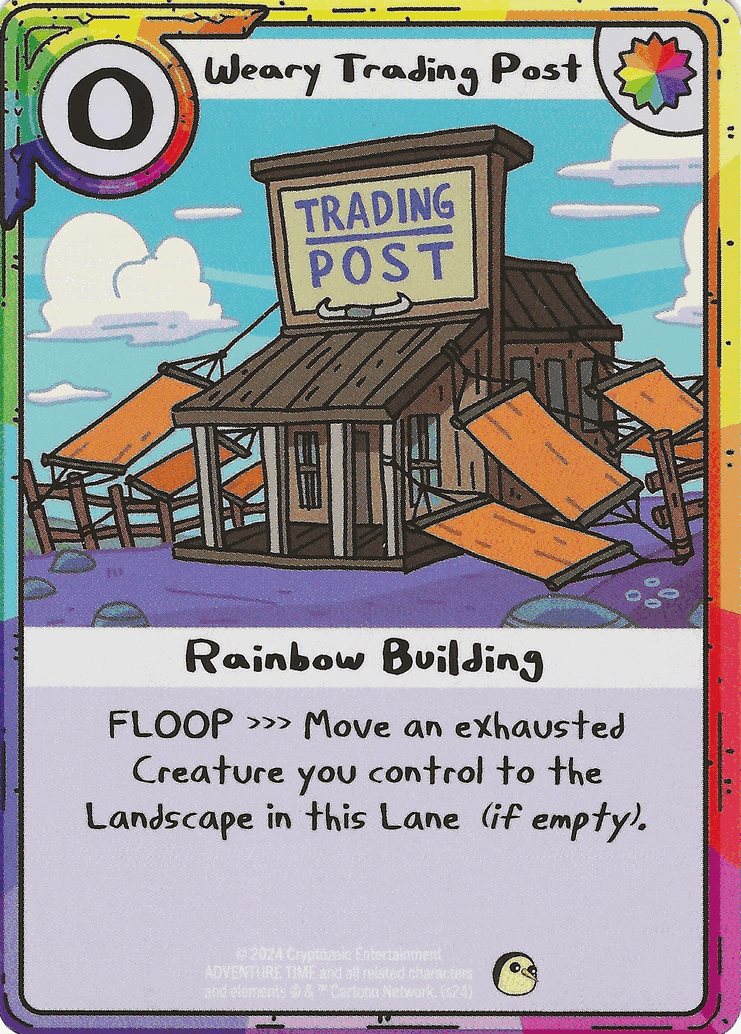 0
Weary Trading Post
TRADING
POST
Rainbow Building
FLOOP >>> Move an exhausted
Creature you control to the
Landscape in this Lane (if empty).
© 2024 Cryptozoic Entertainment
ADVENTURE TIME and all related characters
and elements © & ™ Cartoon Network. (s24)